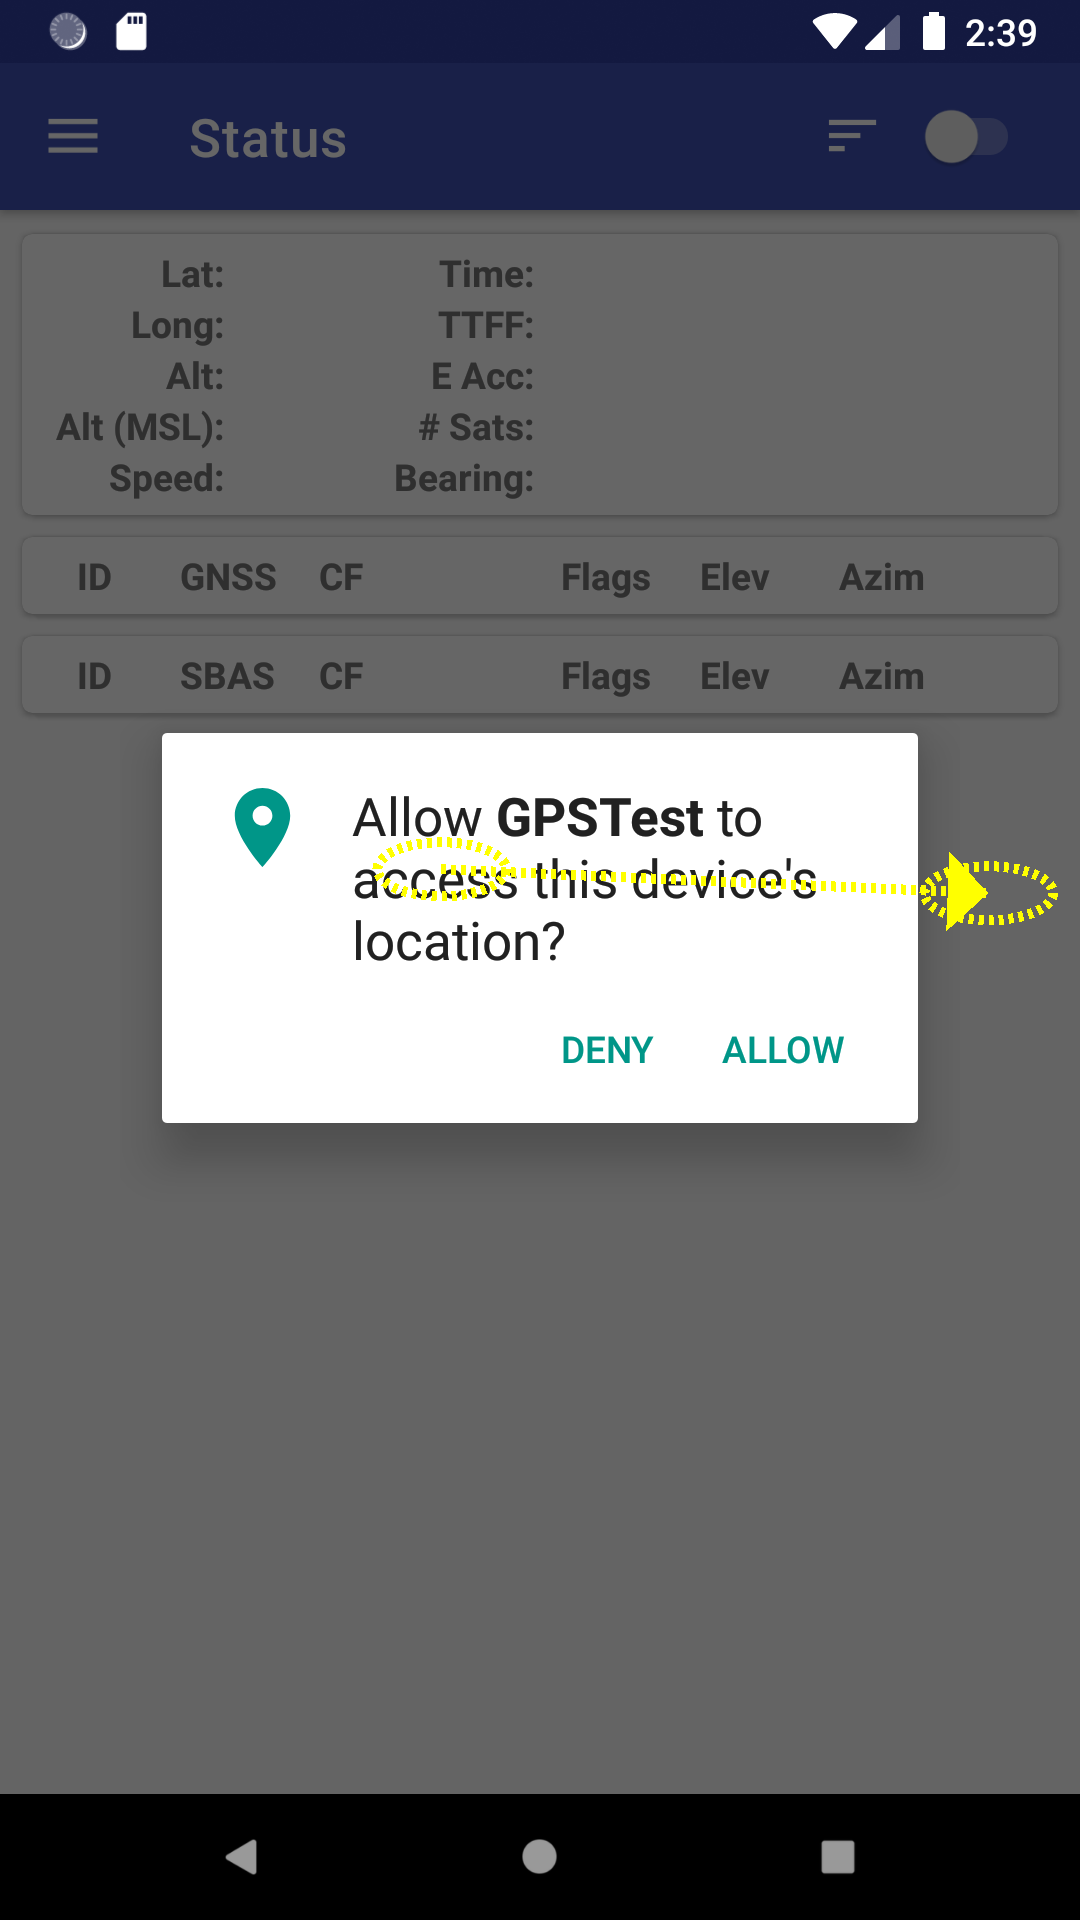 2:39
Status
Lat: Time:
Long: TTFF:
Alt: E Acc:
Alt (MSL): # Sats:
Speed: Bearing:
ID GNSS CF Flags Elev Azim
ID SBAS CF Flags Elev Azim
Allow GPSTest to
access this device's
location?
DENY ALLOW